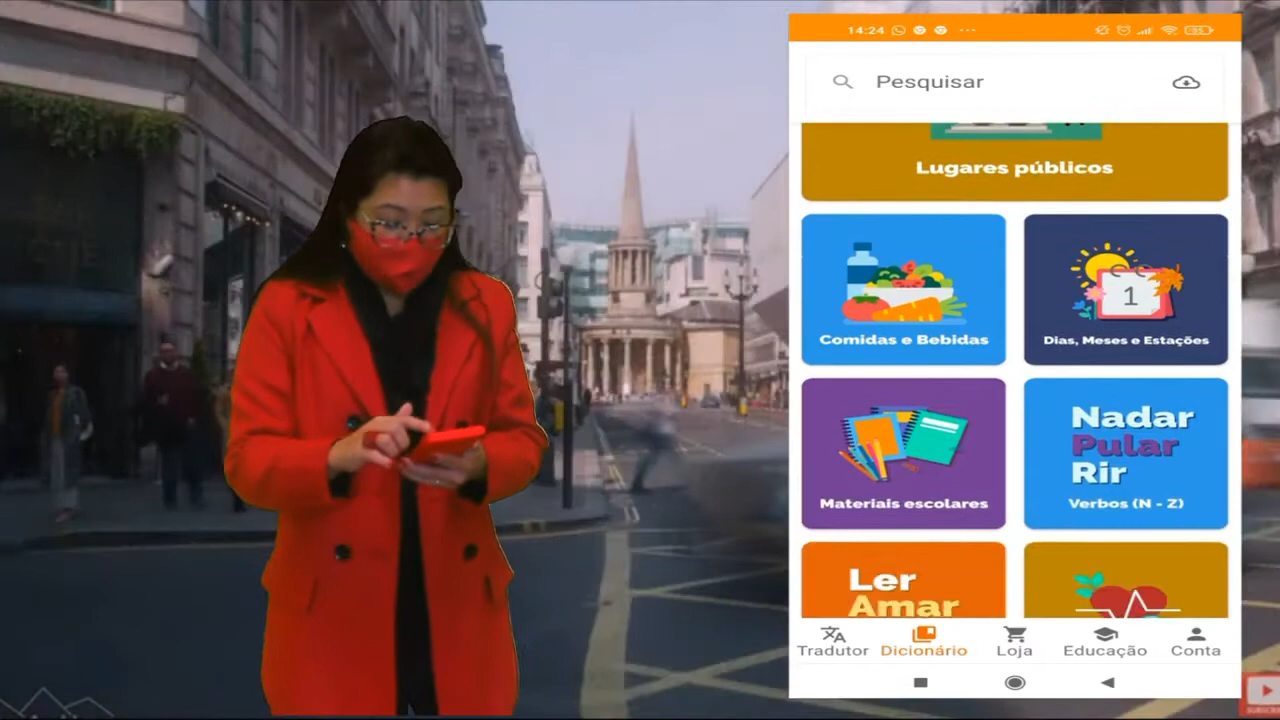 14:24
Pesquisar
Lugares públicos
1
Comidas e Bebidas
Dias, Meses e Estações
Materiais escolares
Nadar
Pular
Rir
Verbos (N - Z)
Ler
Amar
Tradutor
Dicionário
Loja
Educação
Conta